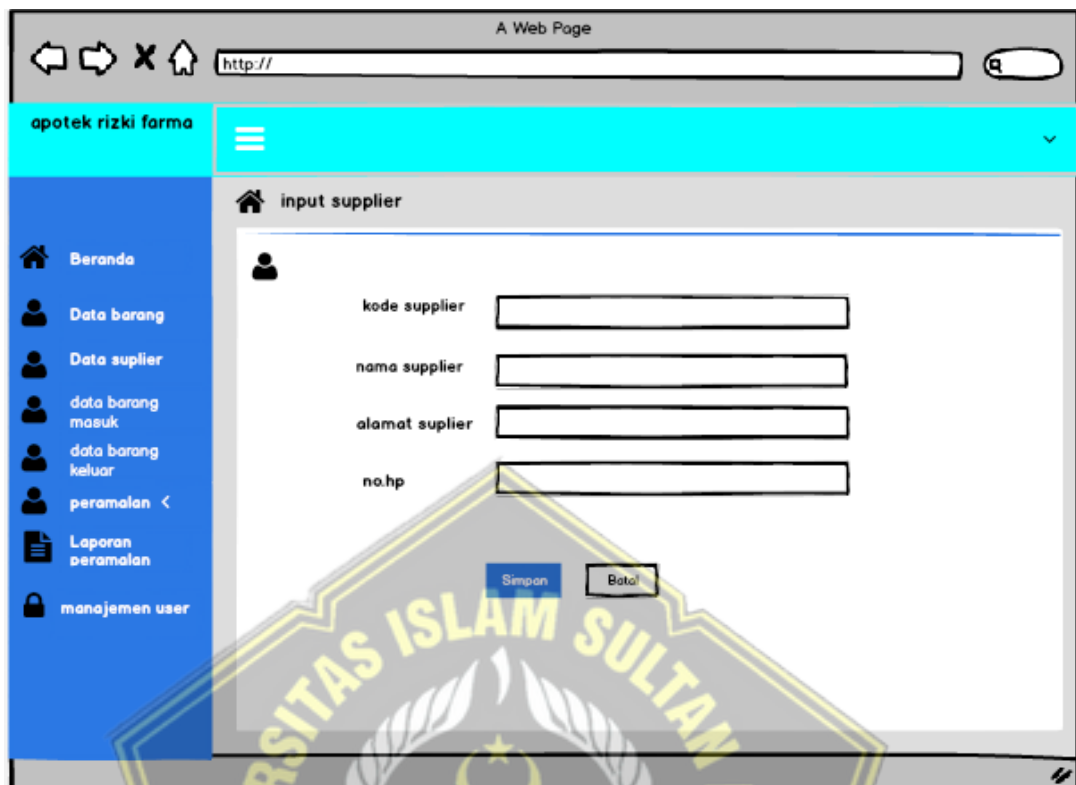 A Web Page
http://
apotek rizki farma
input supplier
Beranda
Data barang
Data suplier
data barang
masuk
data barang
keluar
peramalan <
Laporan
peramalan
manajemen user
kode supplier
nama supplier
alamat suplier
no.hp
Simpan
Batal
RSITAS ISLAM SULTAN